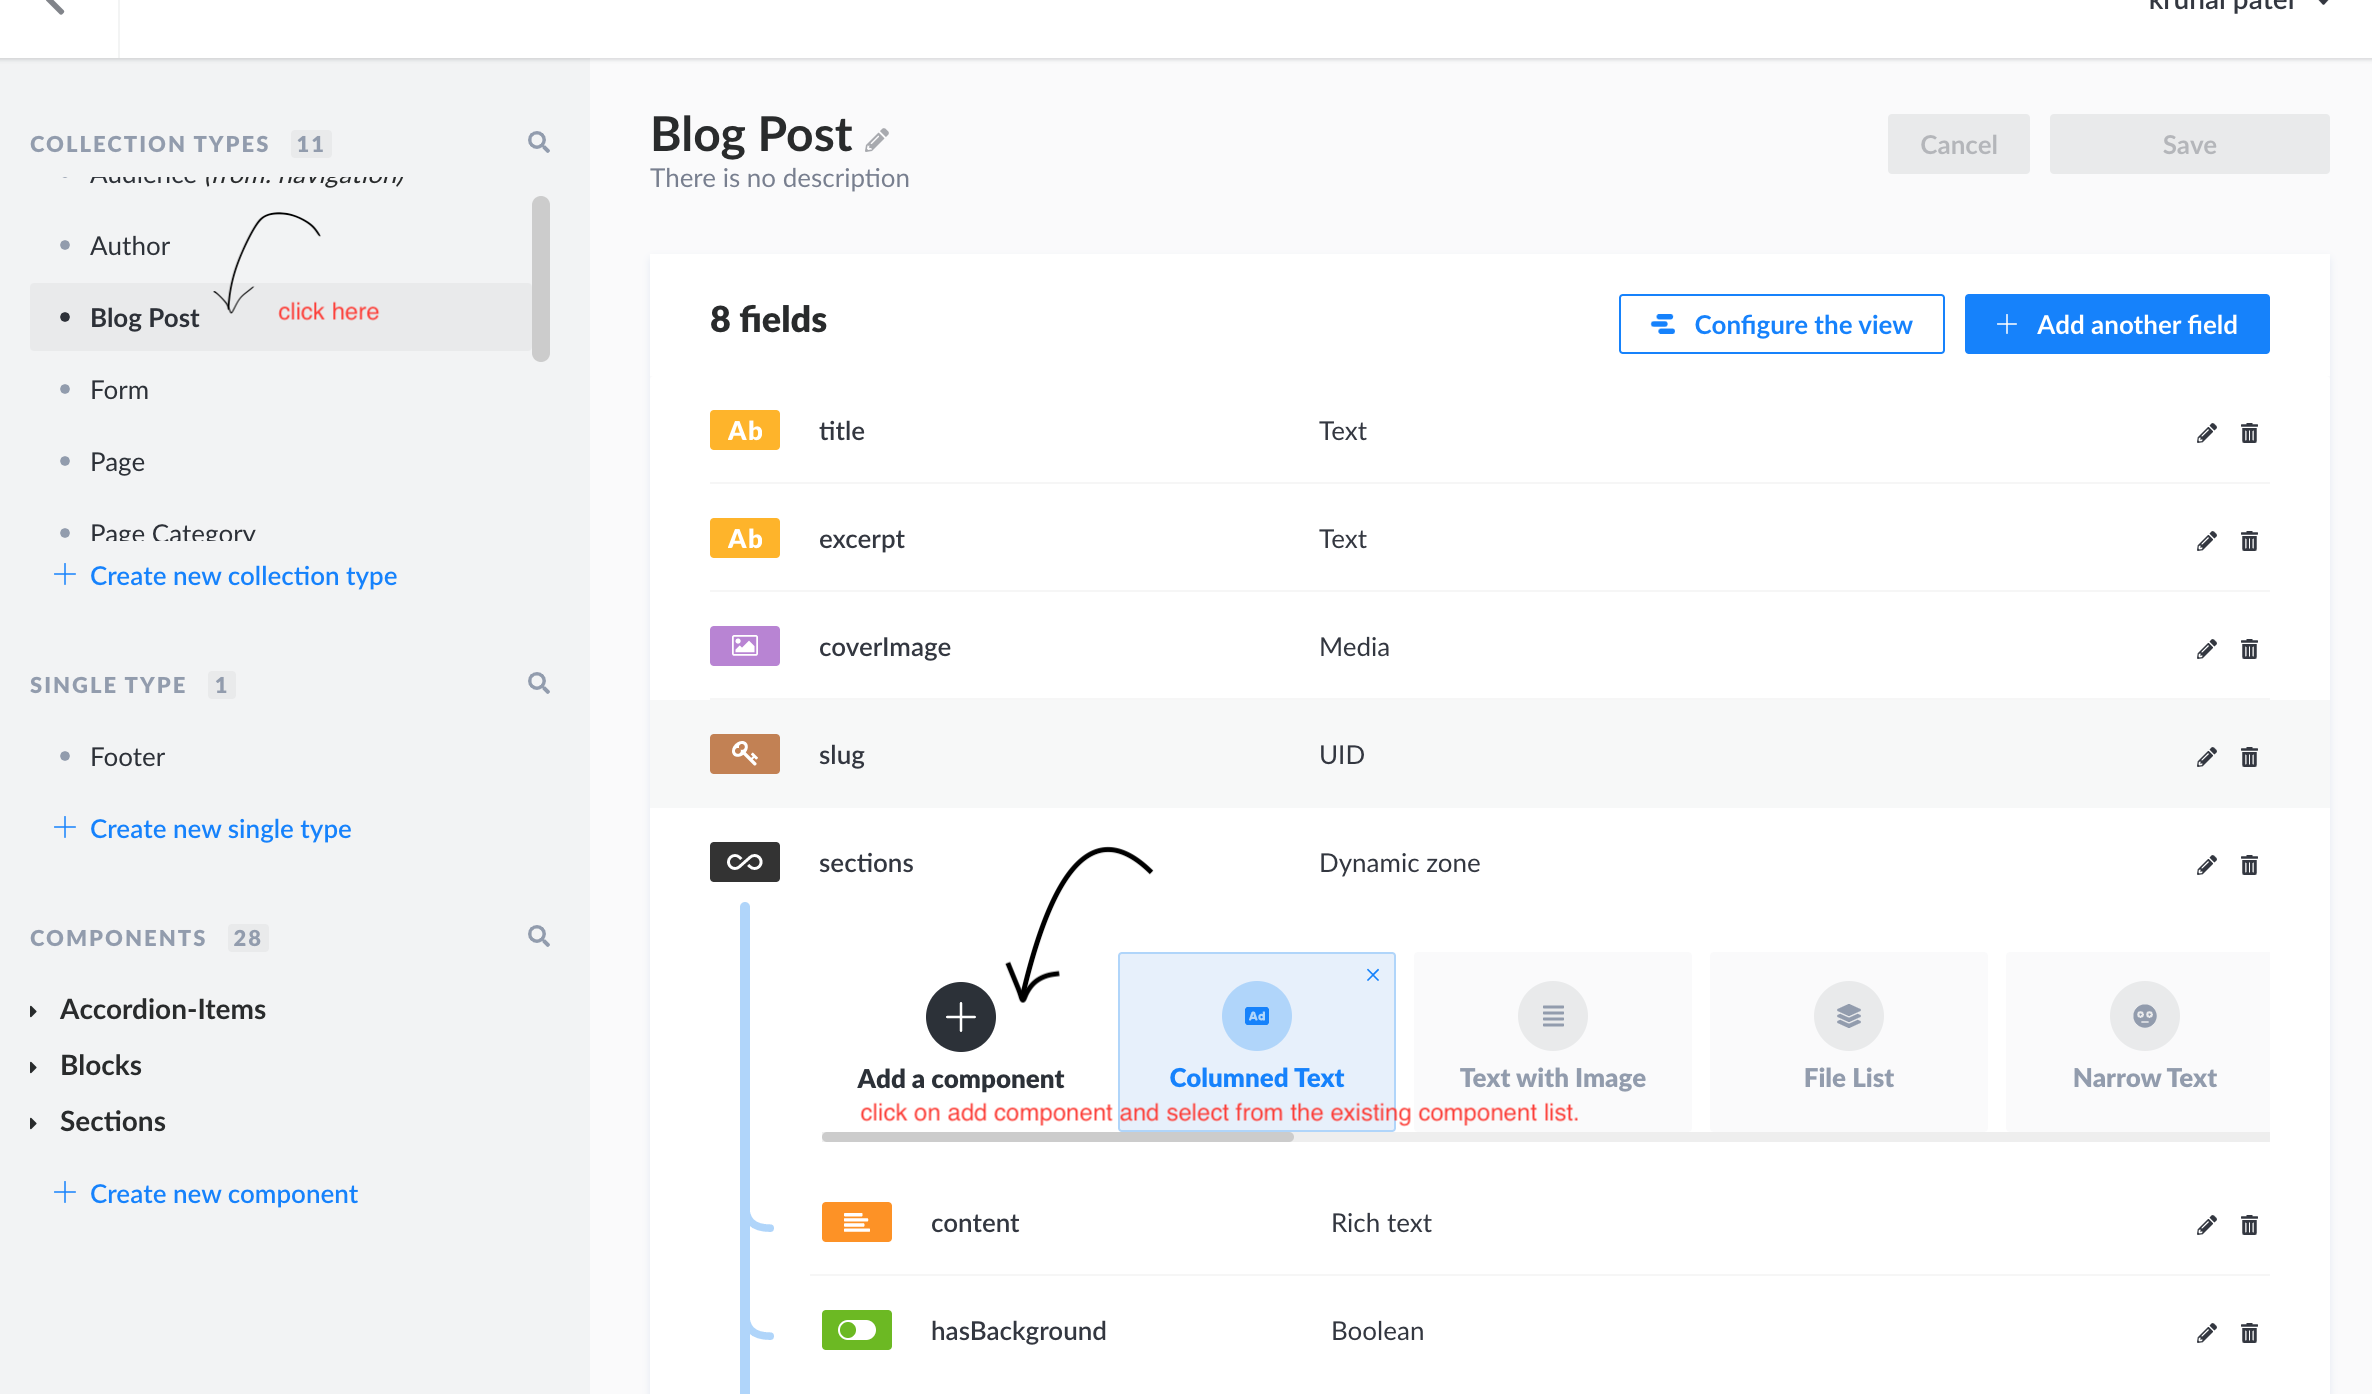 krunal patel
COLLECTION TYPES 11
Audience (from: navigation)
Author
Blog Post
click here
Form
Page
Page Category
Create new collection type
SINGLE TYPE 1
Footer
Create new single type
COMPONENTS 28
Accordion-Items
Blocks
Sections
Create new component
Blog Post
There is no description
Cancel
Save
8 fields
Configure the view
Add another field
Ab title Text
Ab excerpt Text
coverImage Media
slug UID
sections Dynamic zone
Add a component
Ad
Columned Text
Text with Image
File List
Narrow Text
click on add component and select from the existing component list.
content Rich text
hasBackground Boolean